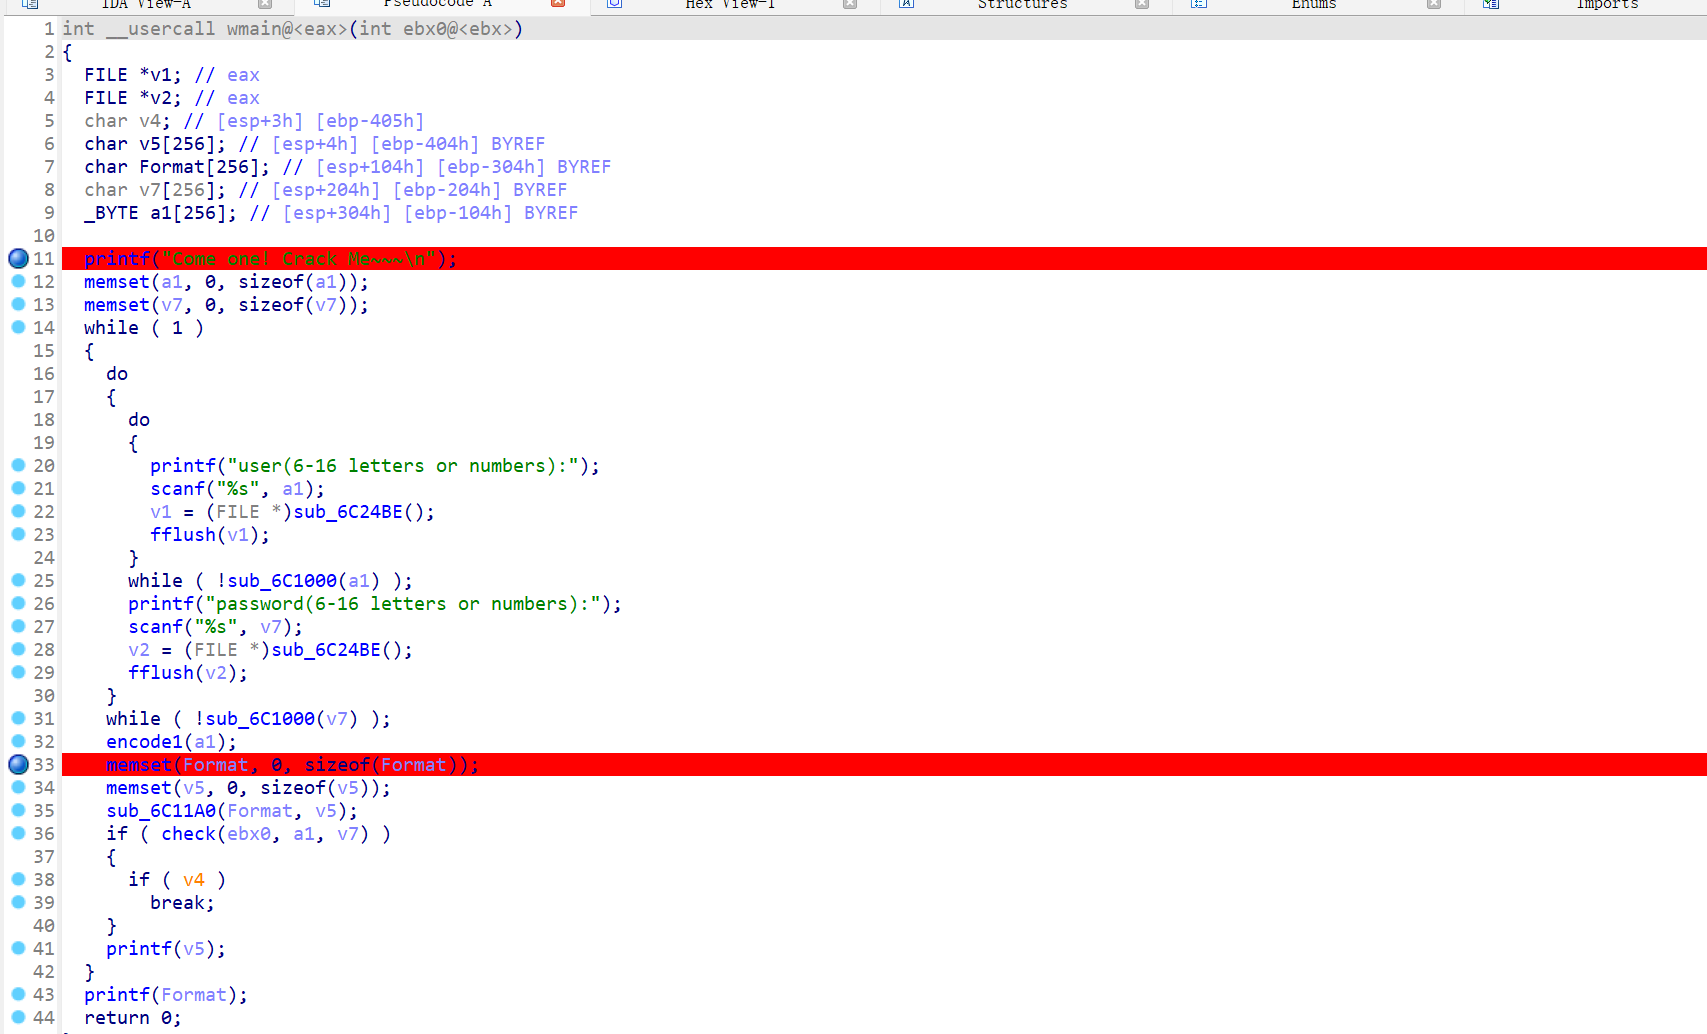 IDA View-A Pseudocode A Hex View-1 Structures Enums Imports
1 int __usercall wmain@<eax>(int ebx0@<ebx>)
2 {
3   FILE *v1; // eax
4   FILE *v2; // eax
5   char v4; // [esp+3h] [ebp-405h]
6   char v5[256]; // [esp+4h] [ebp-404h] BYREF
7   char Format[256]; // [esp+104h] [ebp-304h] BYREF
8   char v7[256]; // [esp+204h] [ebp-204h] BYREF
9   _BYTE a1[256]; // [esp+304h] [ebp-104h] BYREF
10
11   printf("Come one! Crack Me~~~\n");
12   memset(a1, 0, sizeof(a1));
13   memset(v7, 0, sizeof(v7));
14   while ( 1 )
15   {
16     do
17     {
18       do
19       {
20         printf("user(6-16 letters or numbers):");
21         scanf("%s", a1);
22         v1 = (FILE *)sub_6C24BE();
23         fflush(v1);
24       }
25       while ( !sub_6C1000(a1) );
26       printf("password(6-16 letters or numbers):");
27       scanf("%s", v7);
28       v2 = (FILE *)sub_6C24BE();
29       fflush(v2);
30     }
31     while ( !sub_6C1000(v7) );
32     encode1(a1);
33     memset(Format, 0, sizeof(Format));
34     memset(v5, 0, sizeof(v5));
35     sub_6C11A0(Format, v5);
36     if ( check(ebx0, a1, v7) )
37     {
38       if ( v4 )
39         break;
40     }
41     printf(v5);
42   }
43   printf(Format);
44   return 0;